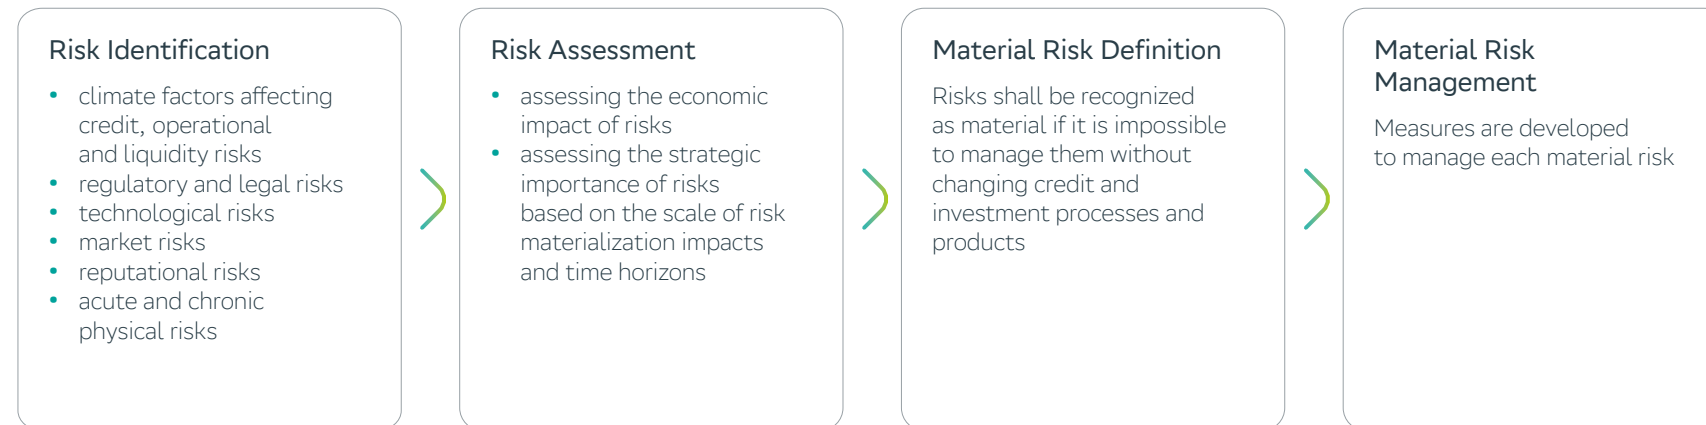 Risk Identification
• climate factors affecting
credit, operational
and liquidity risks
• regulatory and legal risks
• technological risks
• market risks
• reputational risks
• acute and chronic
physical risks
Risk Assessment
• assessing the economic
impact of risks
• assessing the strategic
importance of risks
based on the scale of risk
materialization impacts
and time horizons
Material Risk Definition
Risks shall be recognized
as material if it is impossible
to manage them without
changing credit and
investment processes and
products
Material Risk
Management
Measures are developed
to manage each material risk